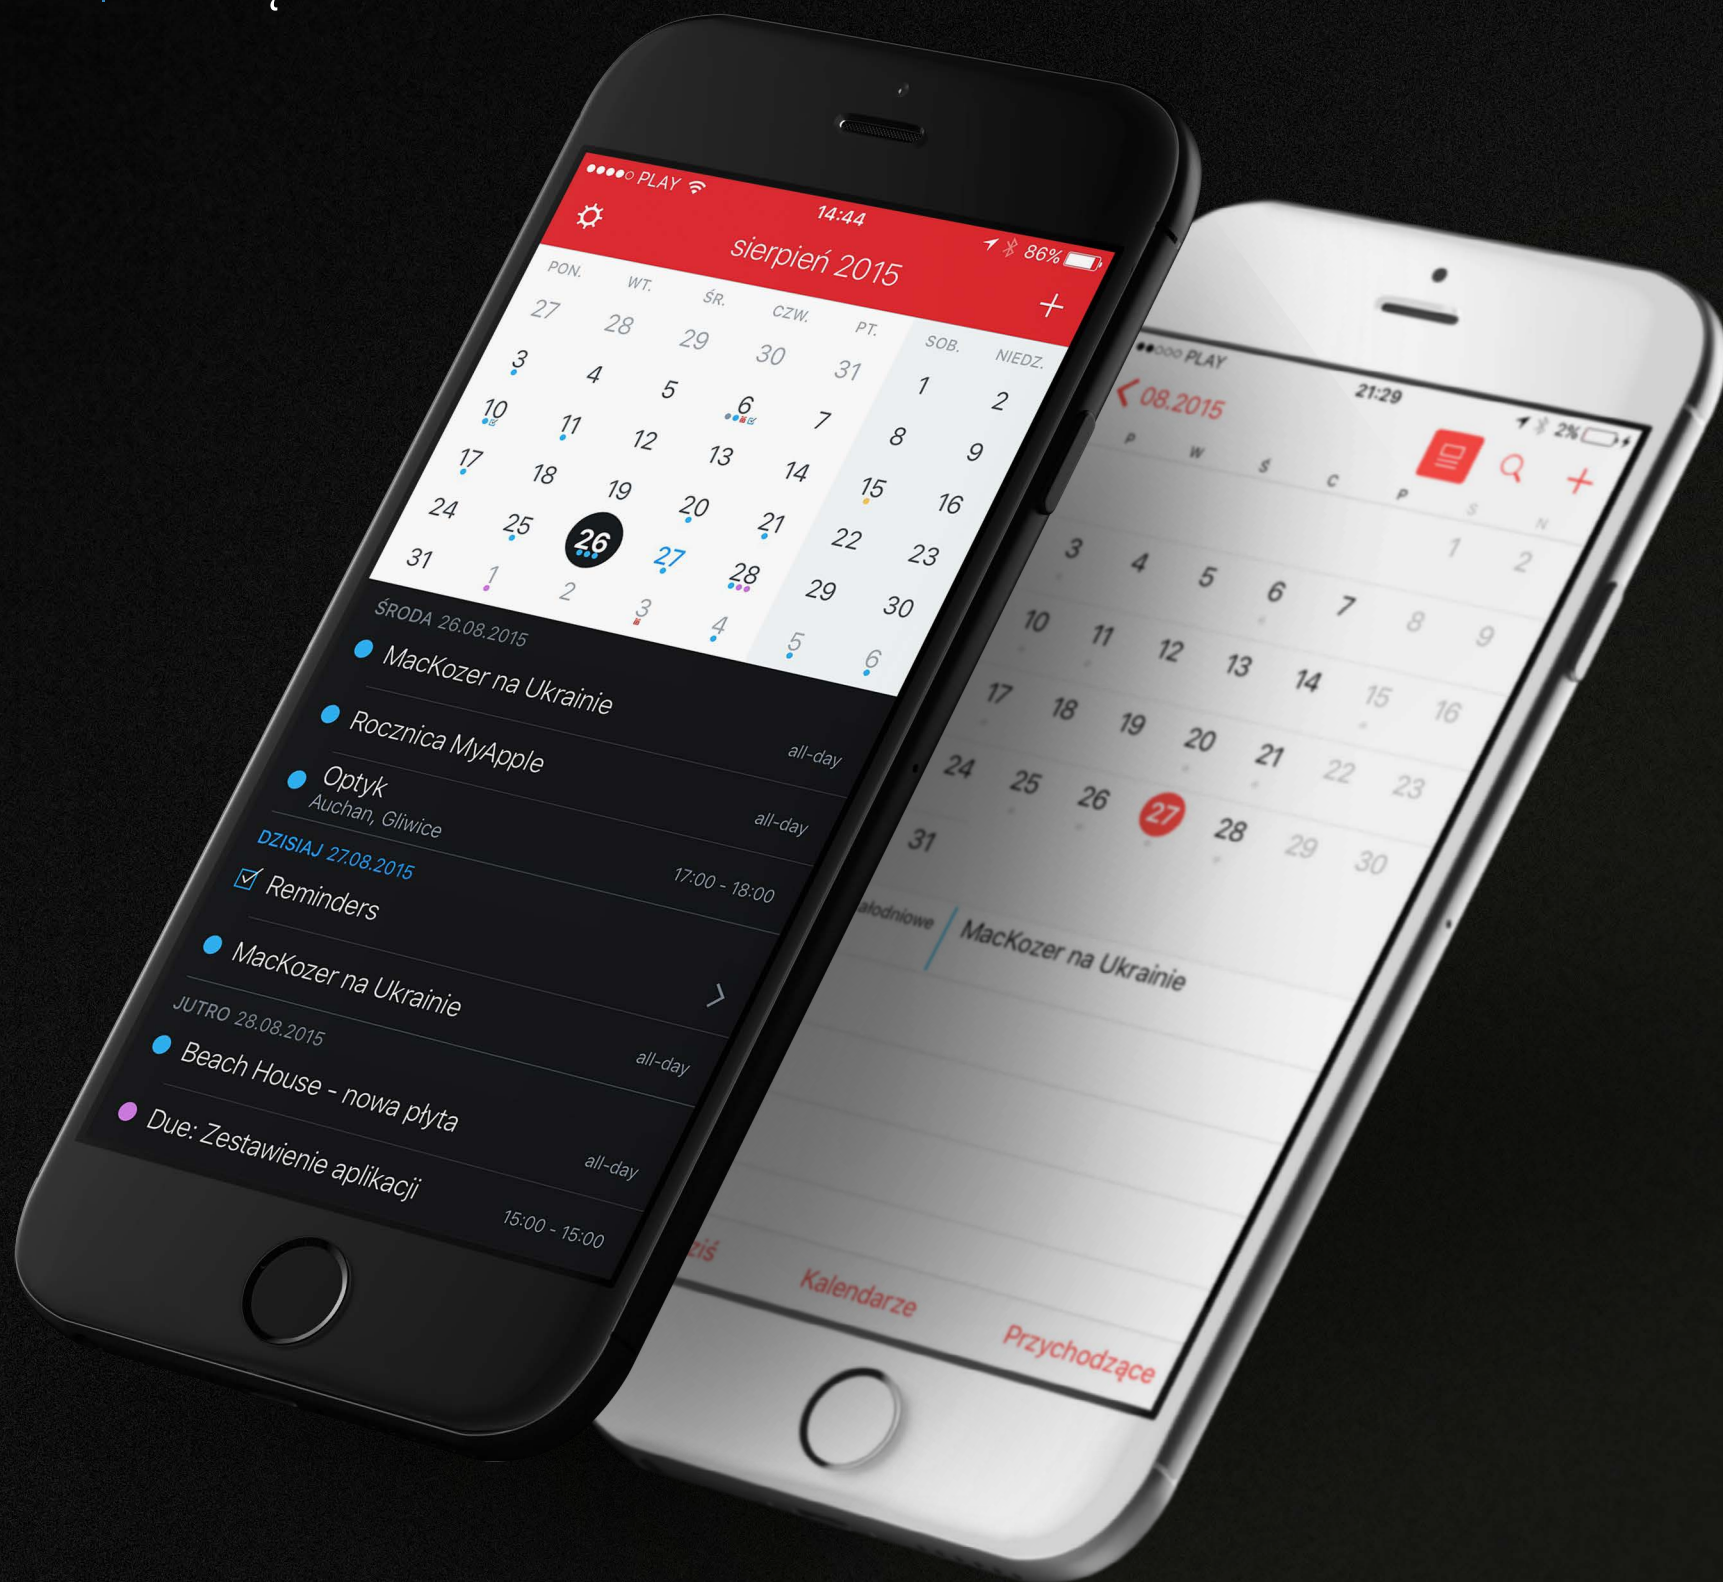 PLAY
14:44
86%
sierpień 2015
PON. WT. ŚR. CZW. PT. SOB. NIEDZ.
27 28 29 30 31 1 2
3 4 5 6 7 8 9
10 11 12 13 14 15 16
17 18 19 20 21 22 23
24 25 26 27 28 29 30
31 1 2 3 4 5 6
ŚRODA 26.08.2015
MacKozer na Ukrainie
all-day
Rocznica MyApple
all-day
Optyk
Auchan, Gliwice
17:00 - 18:00
DZISIAJ 27.08.2015
Reminders
MacKozer na Ukrainie
all-day
JUTRO 28.08.2015
Beach House - nowa płyta
all-day
Due: Zestawienie aplikacji
15:00 - 15:00
PLAY
21:29
2%
08.2015
P W Ś C P S N
1 2
3 4 5 6 7 8 9
10 11 12 13 14 15 16
17 18 19 20 21 22 23
24 25 26 27 28 29 30
31
ałodniowe
MacKozer na Ukrainie
ziś
Kalendarze
Przychodzące